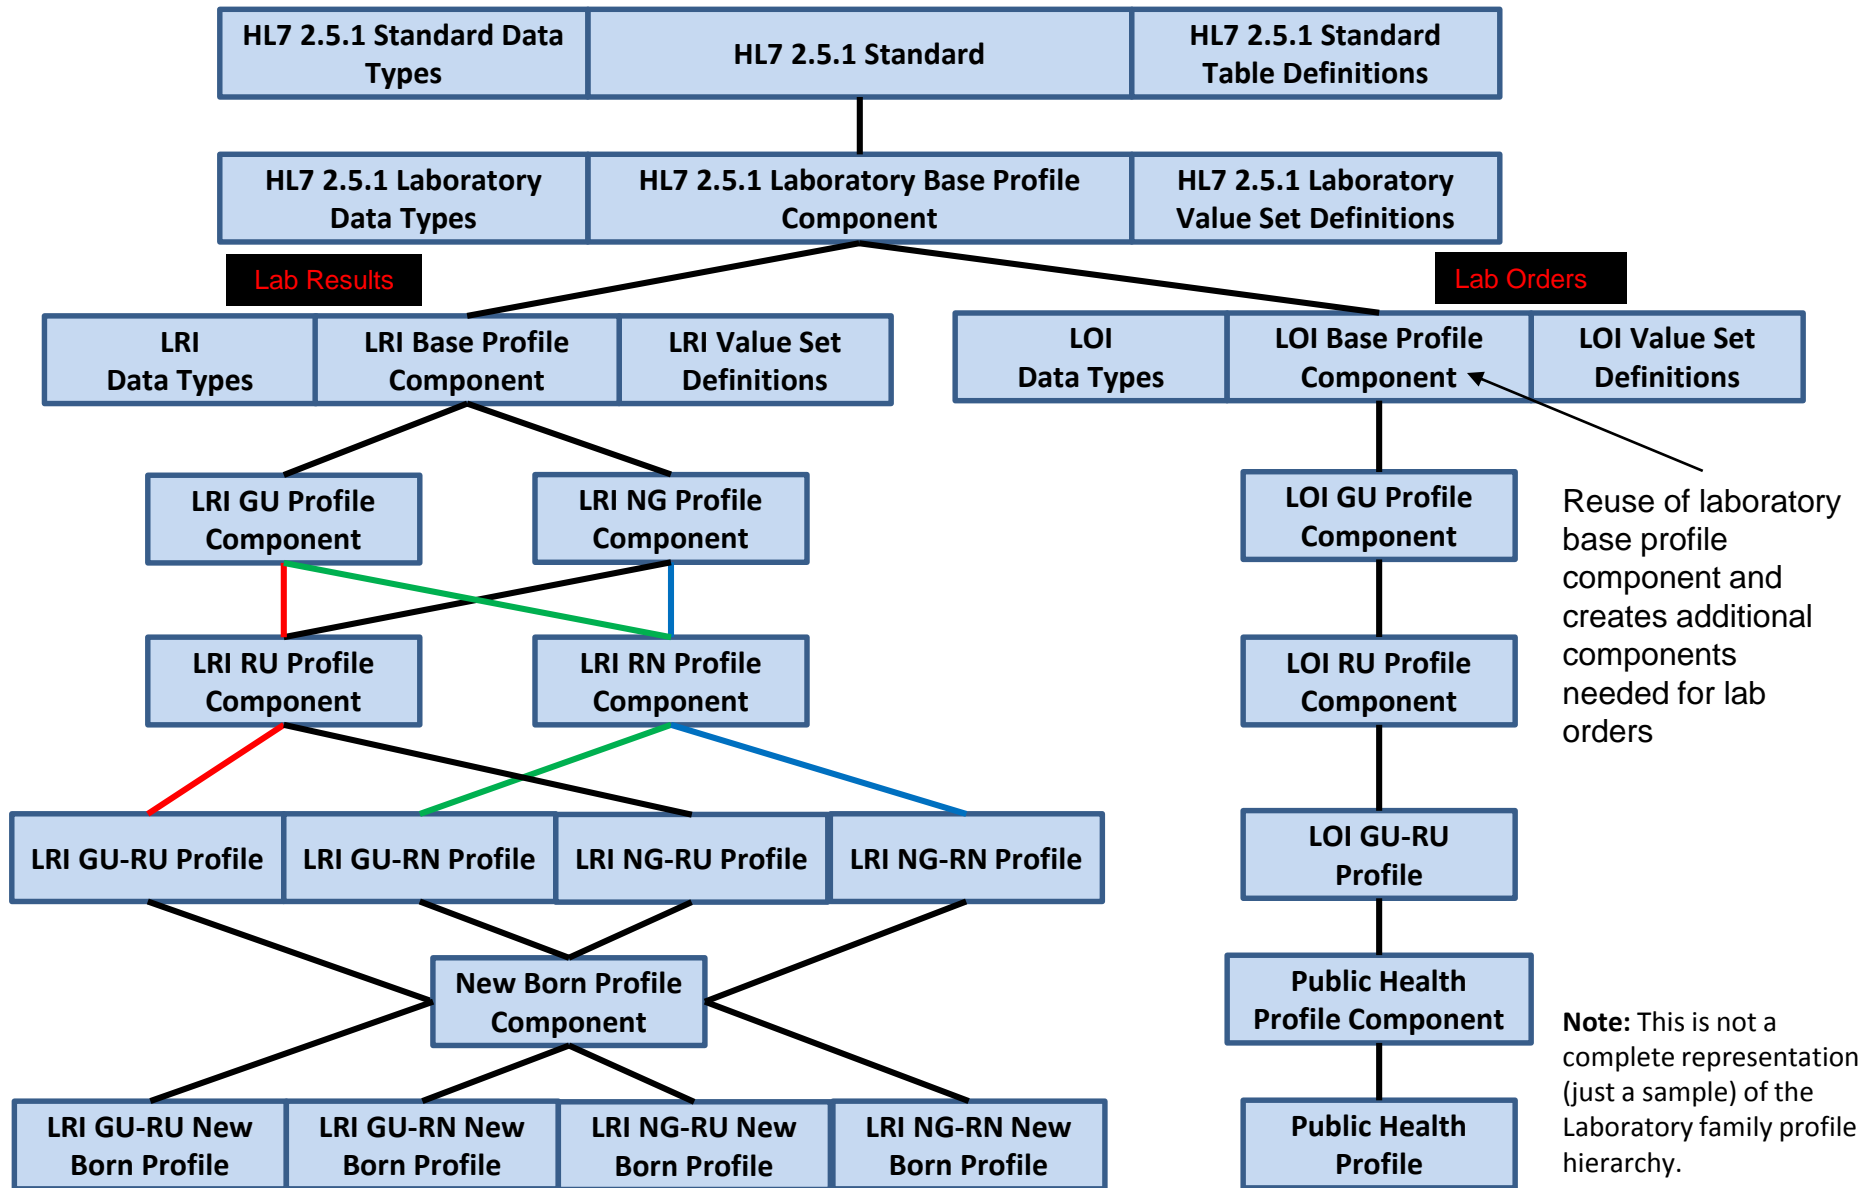 HL7 2.5.1 Standard Data
Types
HL7 2.5.1 Standard
HL7 2.5.1 Standard
Table Definitions
HL7 2.5.1 Laboratory
Data Types
HL7 2.5.1 Laboratory Base Profile
Component
HL7 2.5.1 Laboratory
Value Set Definitions
Lab Results
Lab Orders
LRI
Data Types
LRI Base Profile
Component
LRI Value Set
Definitions
LOI
Data Types
LOI Base Profile
Component
LOI Value Set
Definitions
LRI GU Profile
Component
LRI NG Profile
Component
LOI GU Profile
Component
Reuse of laboratory
base profile
component and
creates additional
components
needed for lab
orders
LRI RU Profile
Component
LRI RN Profile
Component
LOI RU Profile
Component
LRI GU-RU Profile
LRI GU-RN Profile
LRI NG-RU Profile
LRI NG-RN Profile
LOI GU-RU
Profile
New Born Profile
Component
Public Health
Profile Component
Note: This is not a
complete representation
(just a sample) of the
Laboratory family profile
hierarchy.
LRI GU-RU New
Born Profile
LRI GU-RN New
Born Profile
LRI NG-RU New
Born Profile
LRI NG-RN New
Born Profile
Public Health
Profile